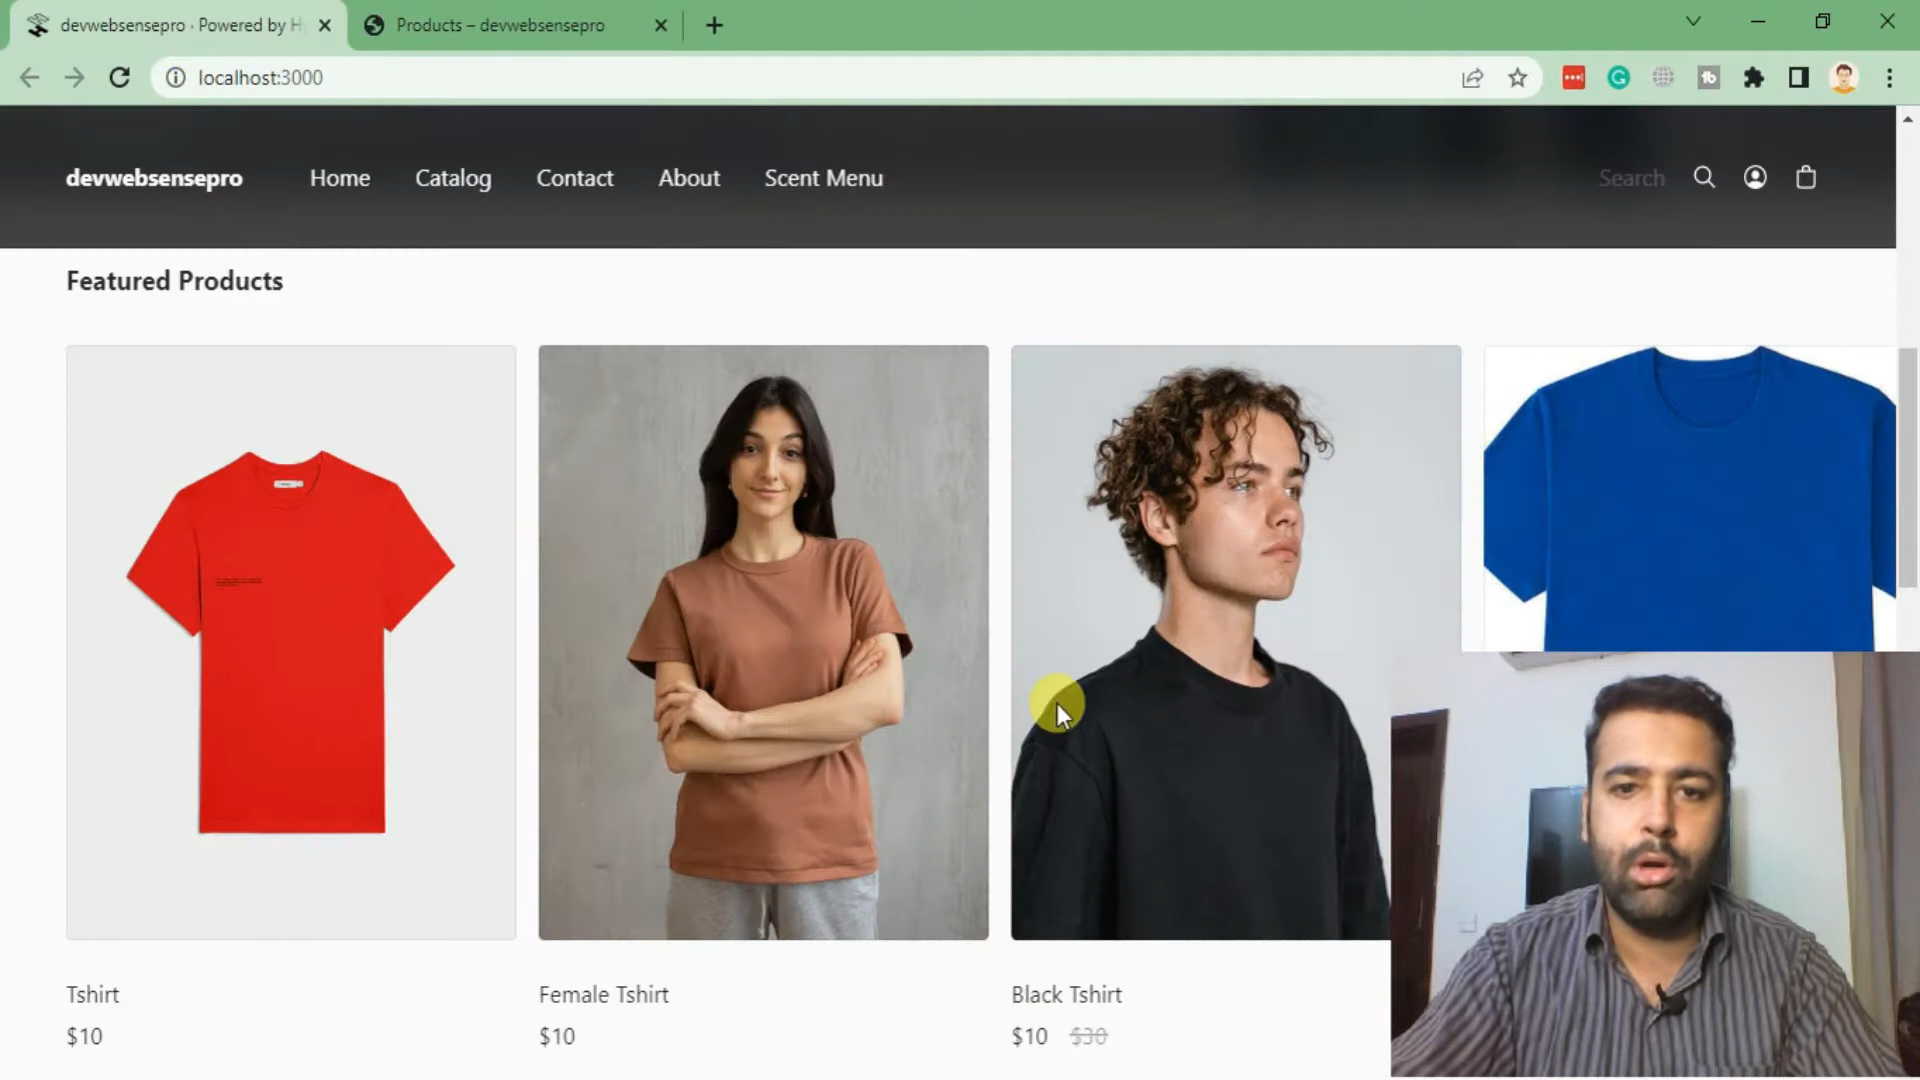 devwebsensepro · Powered by H
Products – devwebsensepro
localhost:3000
devwebsensepro
Home
Catalog
Contact
About
Scent Menu
Search
Featured Products
Tshirt
$10
Female Tshirt
$10
Black Tshirt
$10 $30